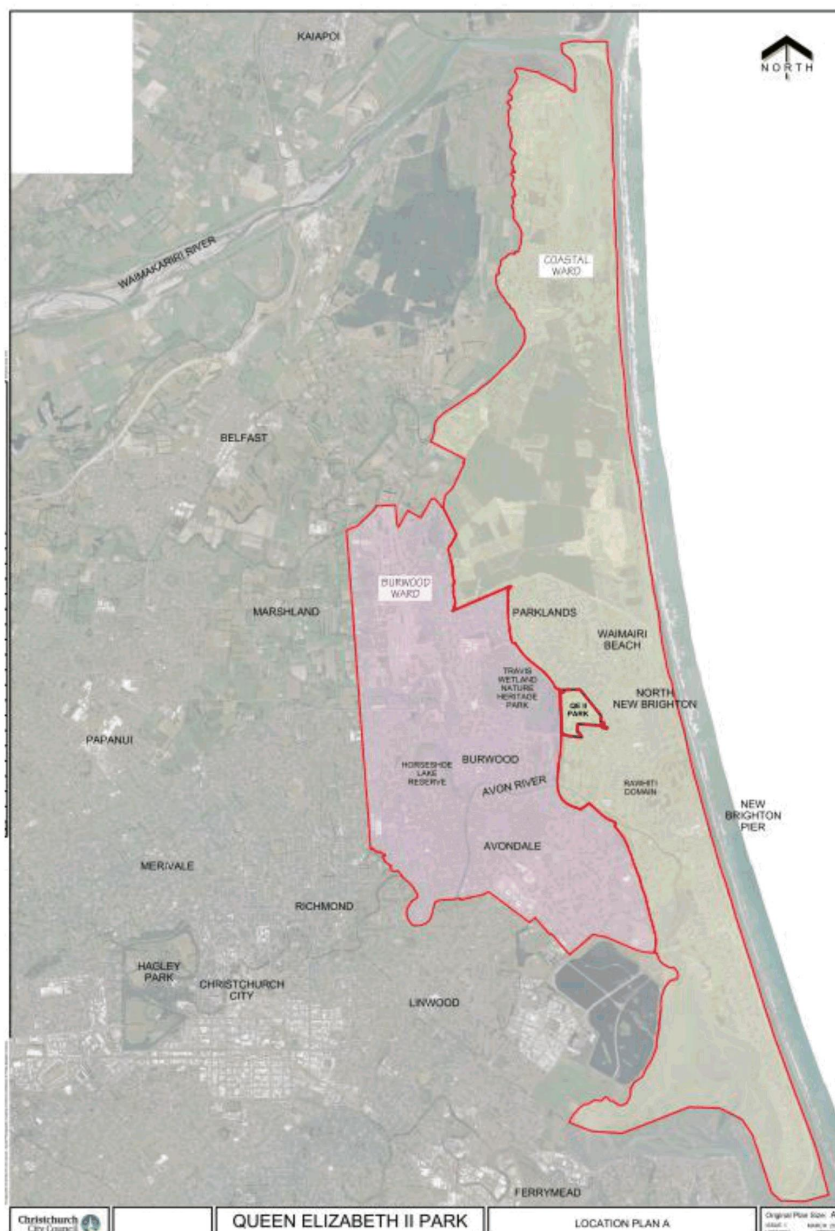 KAIAPOI
NORTH
WAIMAKARIRI RIVER
COASTAL
WARD
BELFAST
BURWOOD
WARD
MARSHLAND
PARKLANDS
WAIMAIRI
BEACH
TRAVIS
WETLAND
NATURE
HERITAGE
PARK
QE II
PARK
NORTH
NEW BRIGHTON
PAPANUI
HORSESHOE
LAKE
RESERVE
BURWOOD
AVON RIVER
RAWHITI
DOMAIN
NEW
BRIGHTON
PIER
MERIVALE
AVONDALE
RICHMOND
HAGLEY
PARK
CHRISTCHURCH
CITY
LINWOOD
FERRYMEAD
Christchurch
City Council
QUEEN ELIZABETH II PARK
LOCATION PLAN A
Original Plan Size: